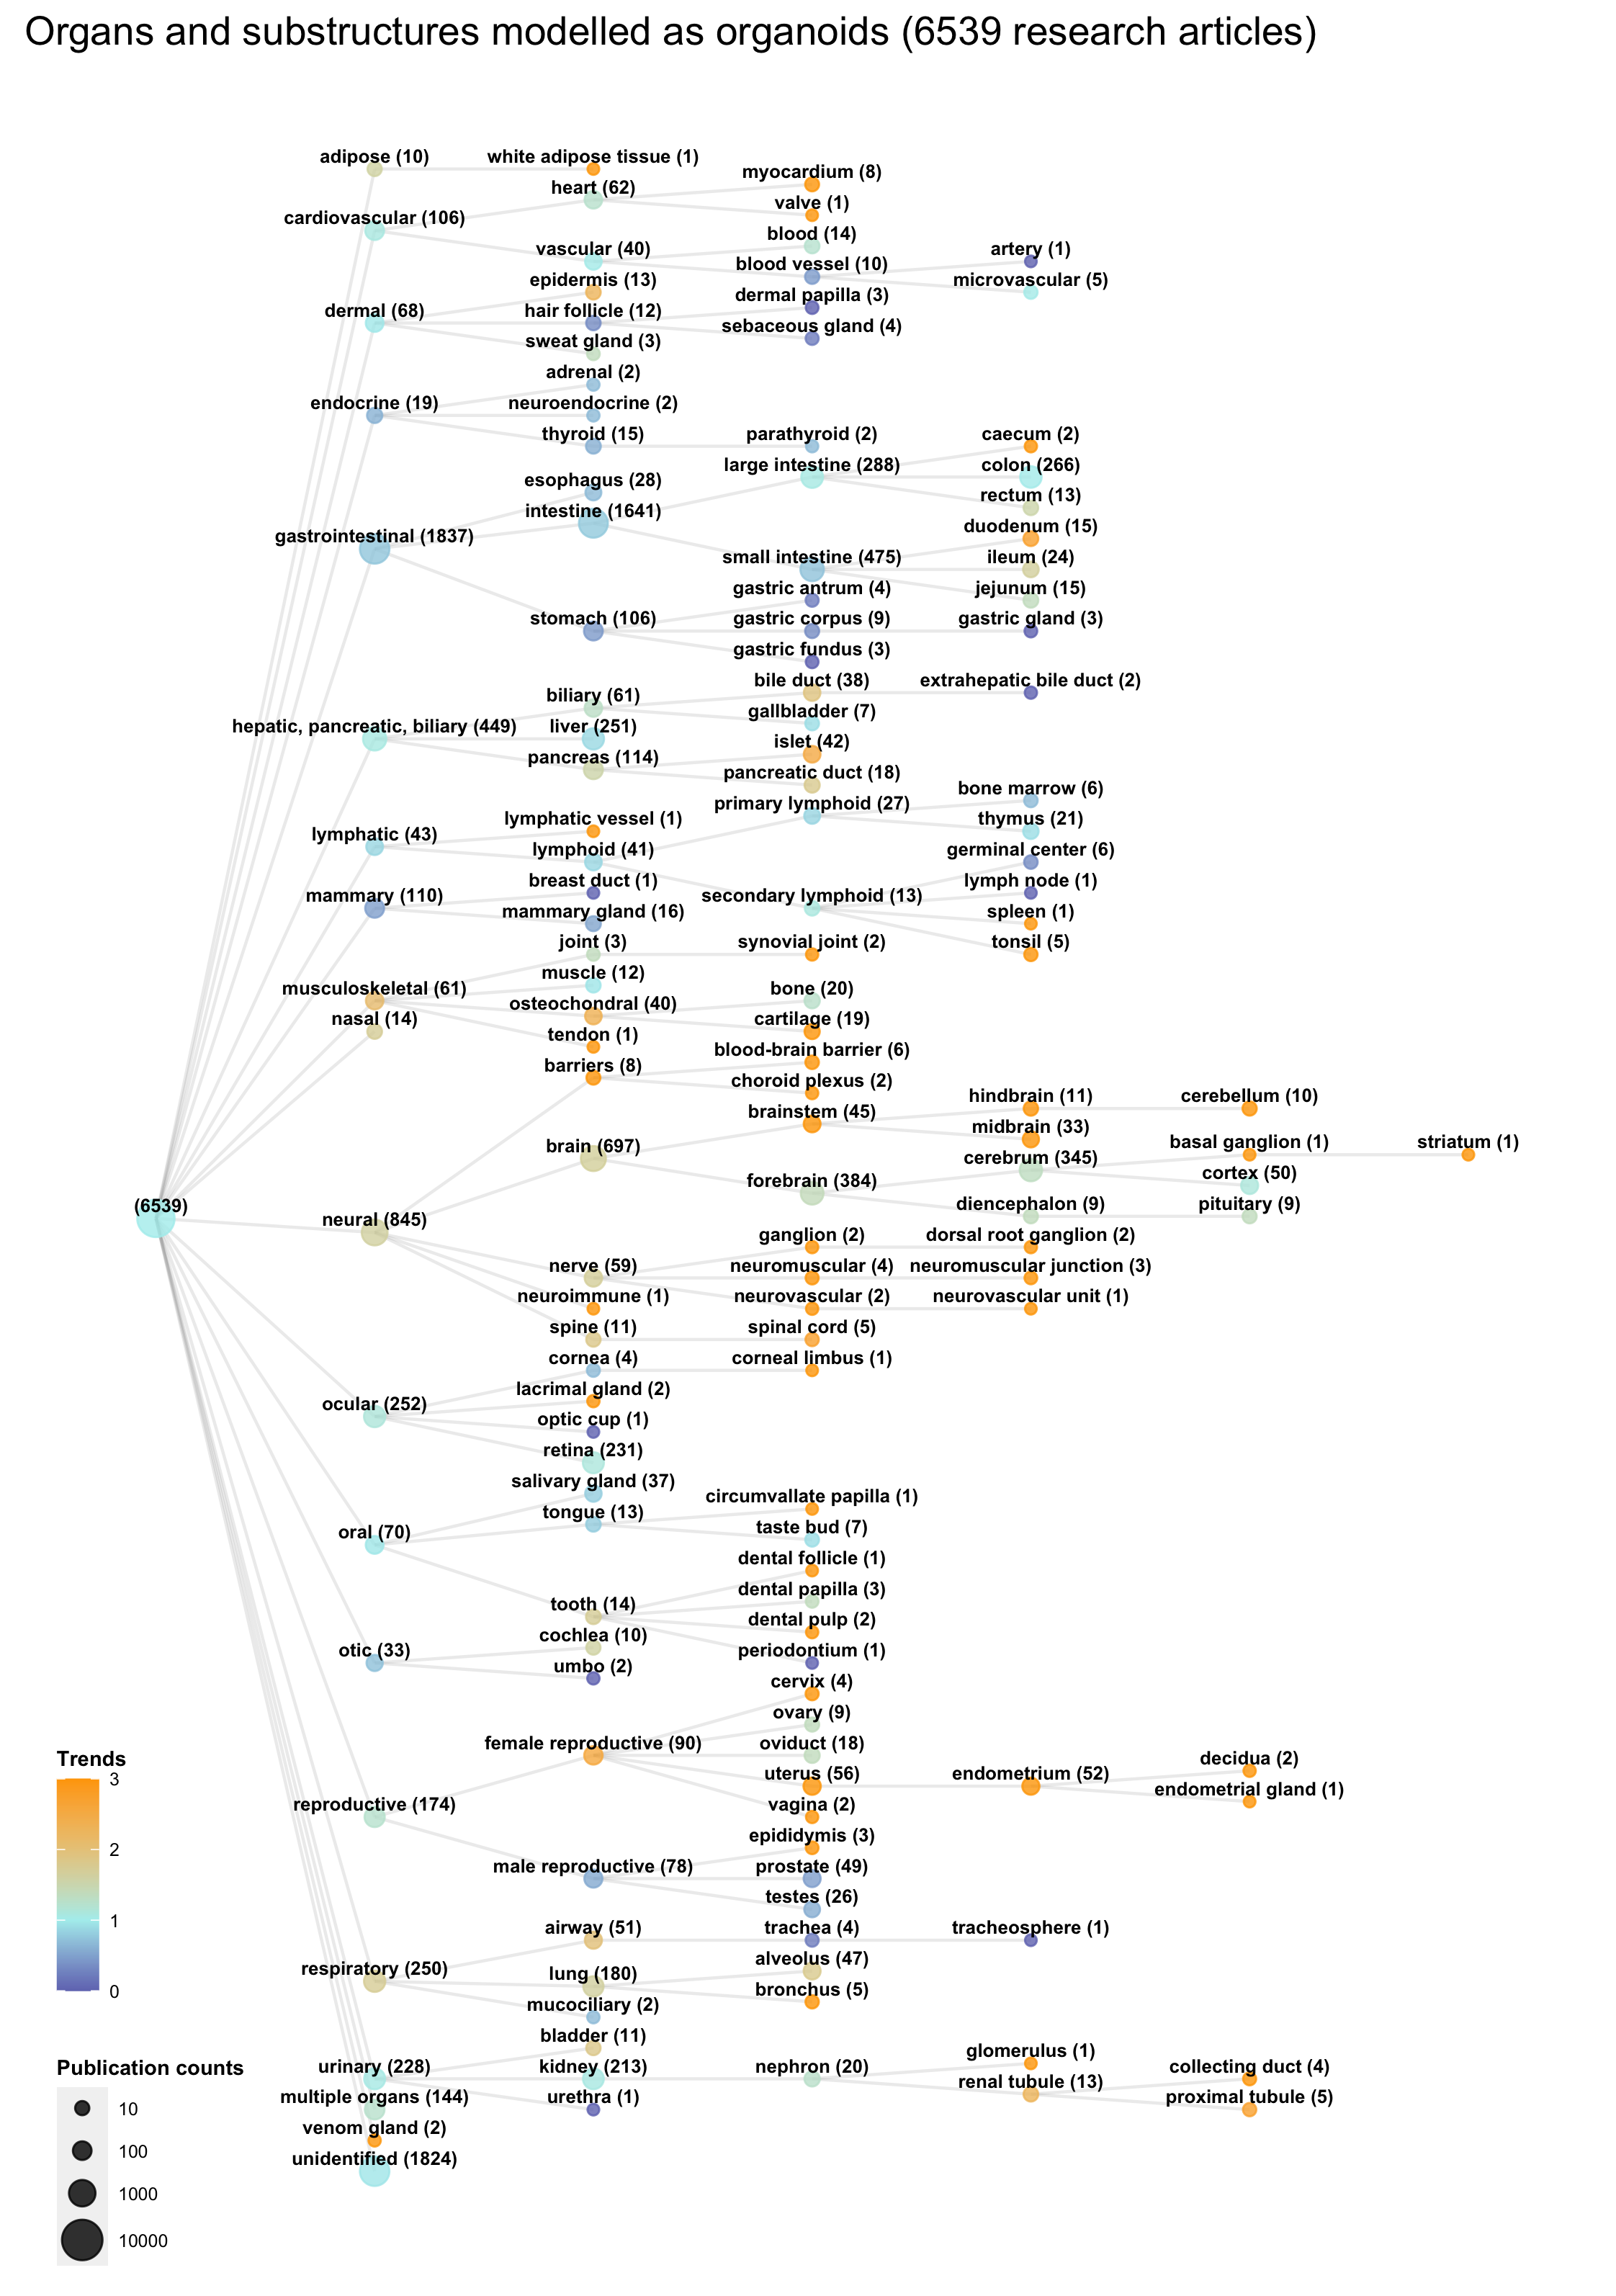 Organs and substructures modelled as organoids (6539 research articles)
adipose (10)
white adipose tissue (1)
myocardium (8)
heart (62)
valve (1)
cardiovascular (106)
blood (14)
vascular (40)
artery (1)
blood vessel (10)
epidermis (13)
microvascular (5)
dermal papilla (3)
dermal (68)
hair follicle (12)
sebaceous gland (4)
sweat gland (3)
adrenal (2)
endocrine (19)
neuroendocrine (2)
thyroid (15)
parathyroid (2)
caecum (2)
large intestine (288)
colon (266)
esophagus (28)
rectum (13)
intestine (1641)
duodenum (15)
gastrointestinal (1837)
small intestine (475)
ileum (24)
gastric antrum (4)
jejunum (15)
stomach (106)
gastric corpus (9)
gastric gland (3)
gastric fundus (3)
bile duct (38)
extrahepatic bile duct (2)
biliary (61)
gallbladder (7)
hepatic, pancreatic, biliary (449)
liver (251)
islet (42)
pancreas (114)
pancreatic duct (18)
bone marrow (6)
primary lymphoid (27)
lymphatic vessel (1)
thymus (21)
lymphatic (43)
lymphoid (41)
germinal center (6)
breast duct (1)
lymph node (1)
mammary (110)
secondary lymphoid (13)
mammary gland (16)
spleen (1)
joint (3)
synovial joint (2)
tonsil (5)
muscle (12)
musculoskeletal (61)
bone (20)
osteochondral (40)
nasal (14)
cartilage (19)
tendon (1)
blood-brain barrier (6)
barriers (8)
choroid plexus (2)
hindbrain (11)
cerebellum (10)
brainstem (45)
midbrain (33)
brain (697)
basal ganglion (1)
striatum (1)
cerebrum (345)
cortex (50)
forebrain (384)
diencephalon (9)
pituitary (9)
(6539)
neural (845)
ganglion (2)
dorsal root ganglion (2)
nerve (59)
neuromuscular (4)
neuromuscular junction (3)
neuroimmune (1)
neurovascular (2)
neurovascular unit (1)
spine (11)
spinal cord (5)
cornea (4)
corneal limbus (1)
lacrimal gland (2)
ocular (252)
optic cup (1)
retina (231)
salivary gland (37)
circumvallate papilla (1)
tongue (13)
taste bud (7)
oral (70)
dental follicle (1)
dental papilla (3)
tooth (14)
dental pulp (2)
cochlea (10)
otic (33)
periodontium (1)
umbo (2)
cervix (4)
ovary (9)
female reproductive (90)
oviduct (18)
decidua (2)
uterus (56)
endometrium (52)
endometrial gland (1)
reproductive (174)
vagina (2)
epididymis (3)
male reproductive (78)
prostate (49)
testes (26)
airway (51)
trachea (4)
tracheosphere (1)
respiratory (250)
alveolus (47)
lung (180)
bronchus (5)
mucociliary (2)
bladder (11)
glomerulus (1)
urinary (228)
kidney (213)
nephron (20)
collecting duct (4)
renal tubule (13)
multiple organs (144)
urethra (1)
proximal tubule (5)
venom gland (2)
unidentified (1824)
Trends
3
2
1
0
Publication counts
10
100
1000
10000